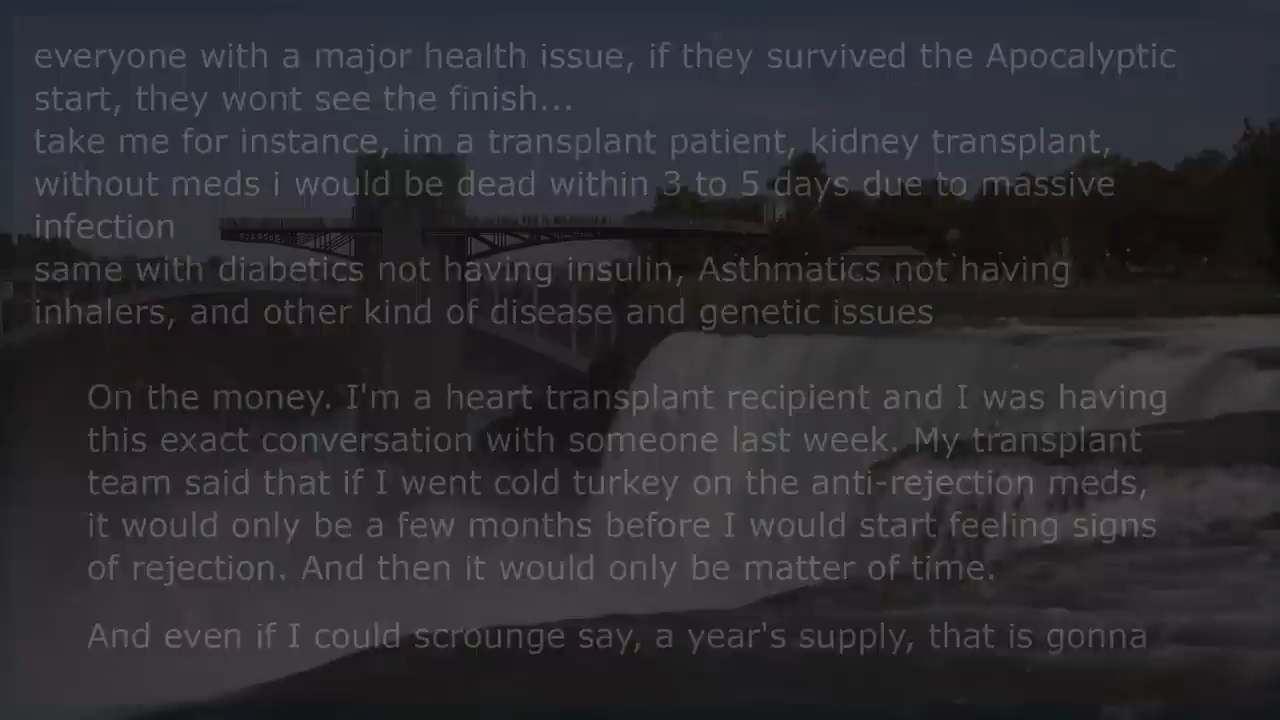 everyone with a major health issue, if they survived the Apocalyptic
start, they wont see the finish...
take me for instance, im a transplant patient, kidney transplant,
without meds i would be dead within 3 to 5 days due to massive
infection
same with diabetics not having insulin, Asthmatics not having
inhalers, and other kind of disease and genetic issues
On the money. I'm a heart transplant recipient and I was having
this exact conversation with someone last week. My transplant
team said that if I went cold turkey on the anti-rejection meds,
it would only be a few months before I would start feeling signs
of rejection. And then it would only be matter of time.
And even if I could scrounge say, a year's supply, that is gonna